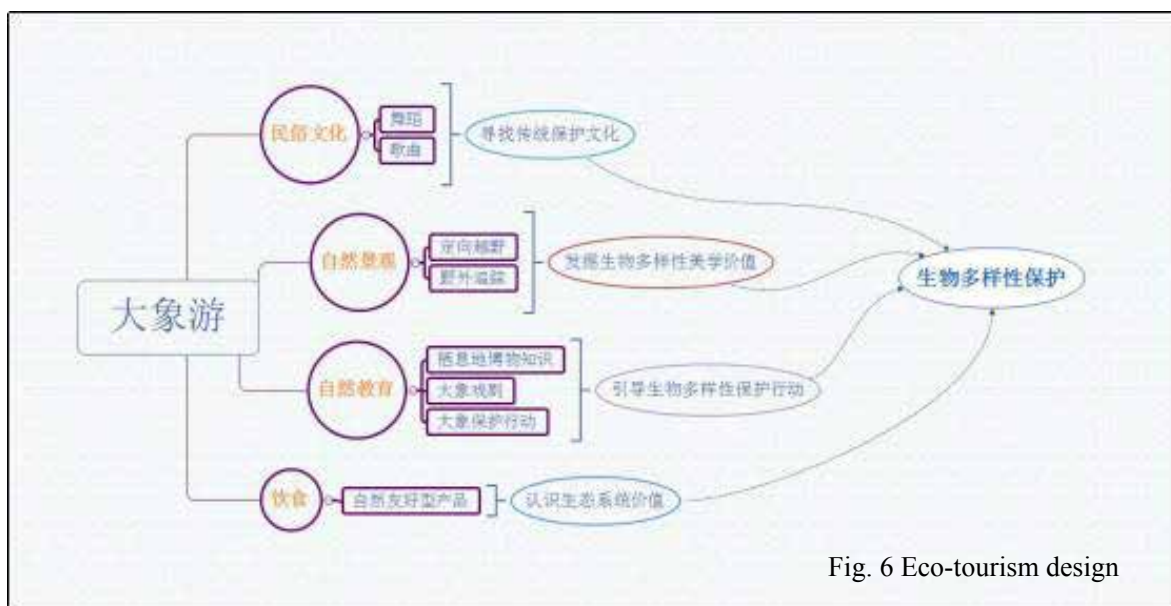 大象游
民俗文化
舞蹈
歌曲
寻找传统保护文化
自然景观
定向越野
野外追踪
发掘生物多样性美学价值
自然教育
栖息地博物知识
大象戏剧
大象保护行动
引导生物多样性保护行动
饮食
自然友好型产品
认识生态系统价值
生物多样性保护
Fig. 6 Eco-tourism design